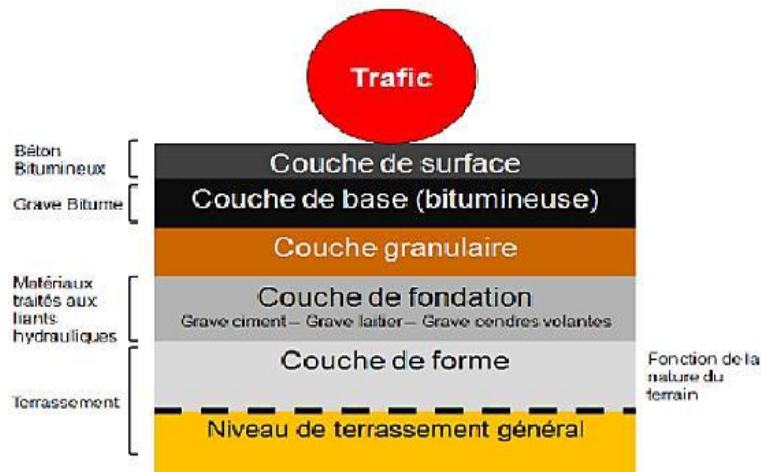 Trafic
Béton
Bitumineux
Couche de surface
Grave Bitume
Couche de base (bitumineuse)
Couche granulaire
Matériaux
traités aux
liants
hydrauliques
Couche de fondation
Grave ciment – Grave laitier – Grave cendres volantes
Couche de forme
Fonction de la
nature du
terrain
Terrassement
Niveau de terrassement général